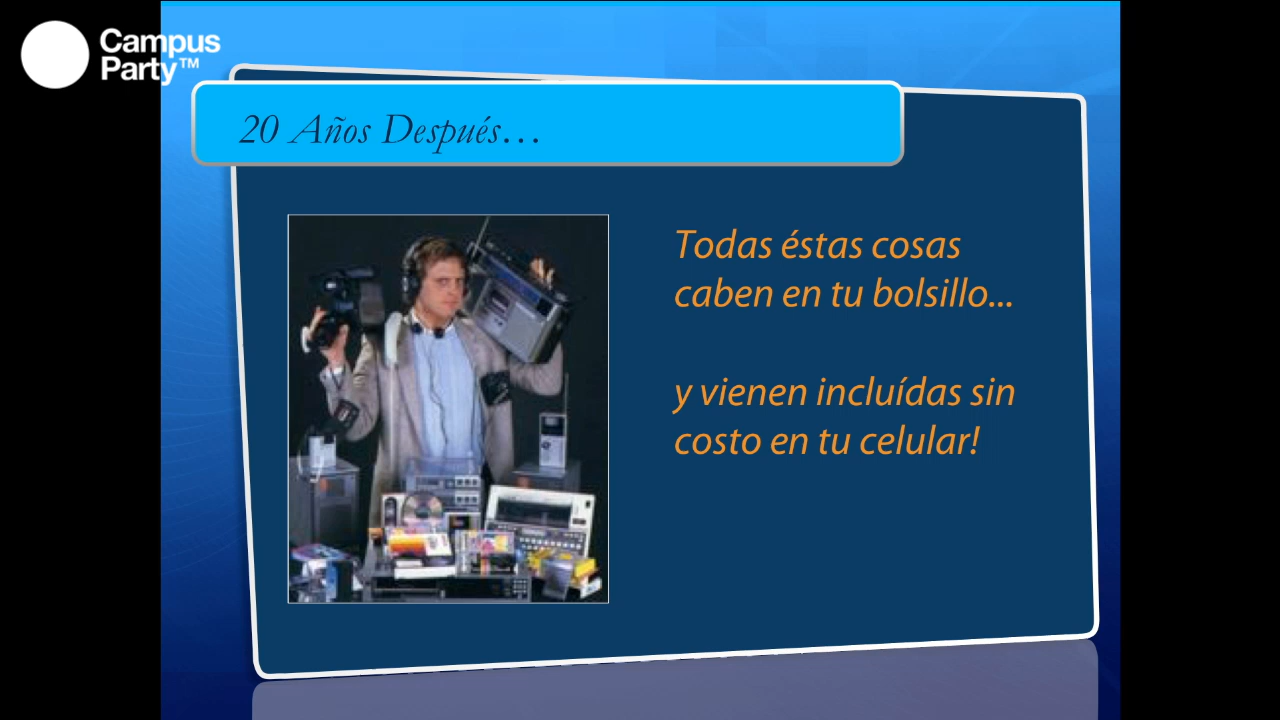 Campus
Party™
20 Años Después…
Todas éstas cosas
caben en tu bolsillo...
y vienen incluídas sin
costo en tu celular!